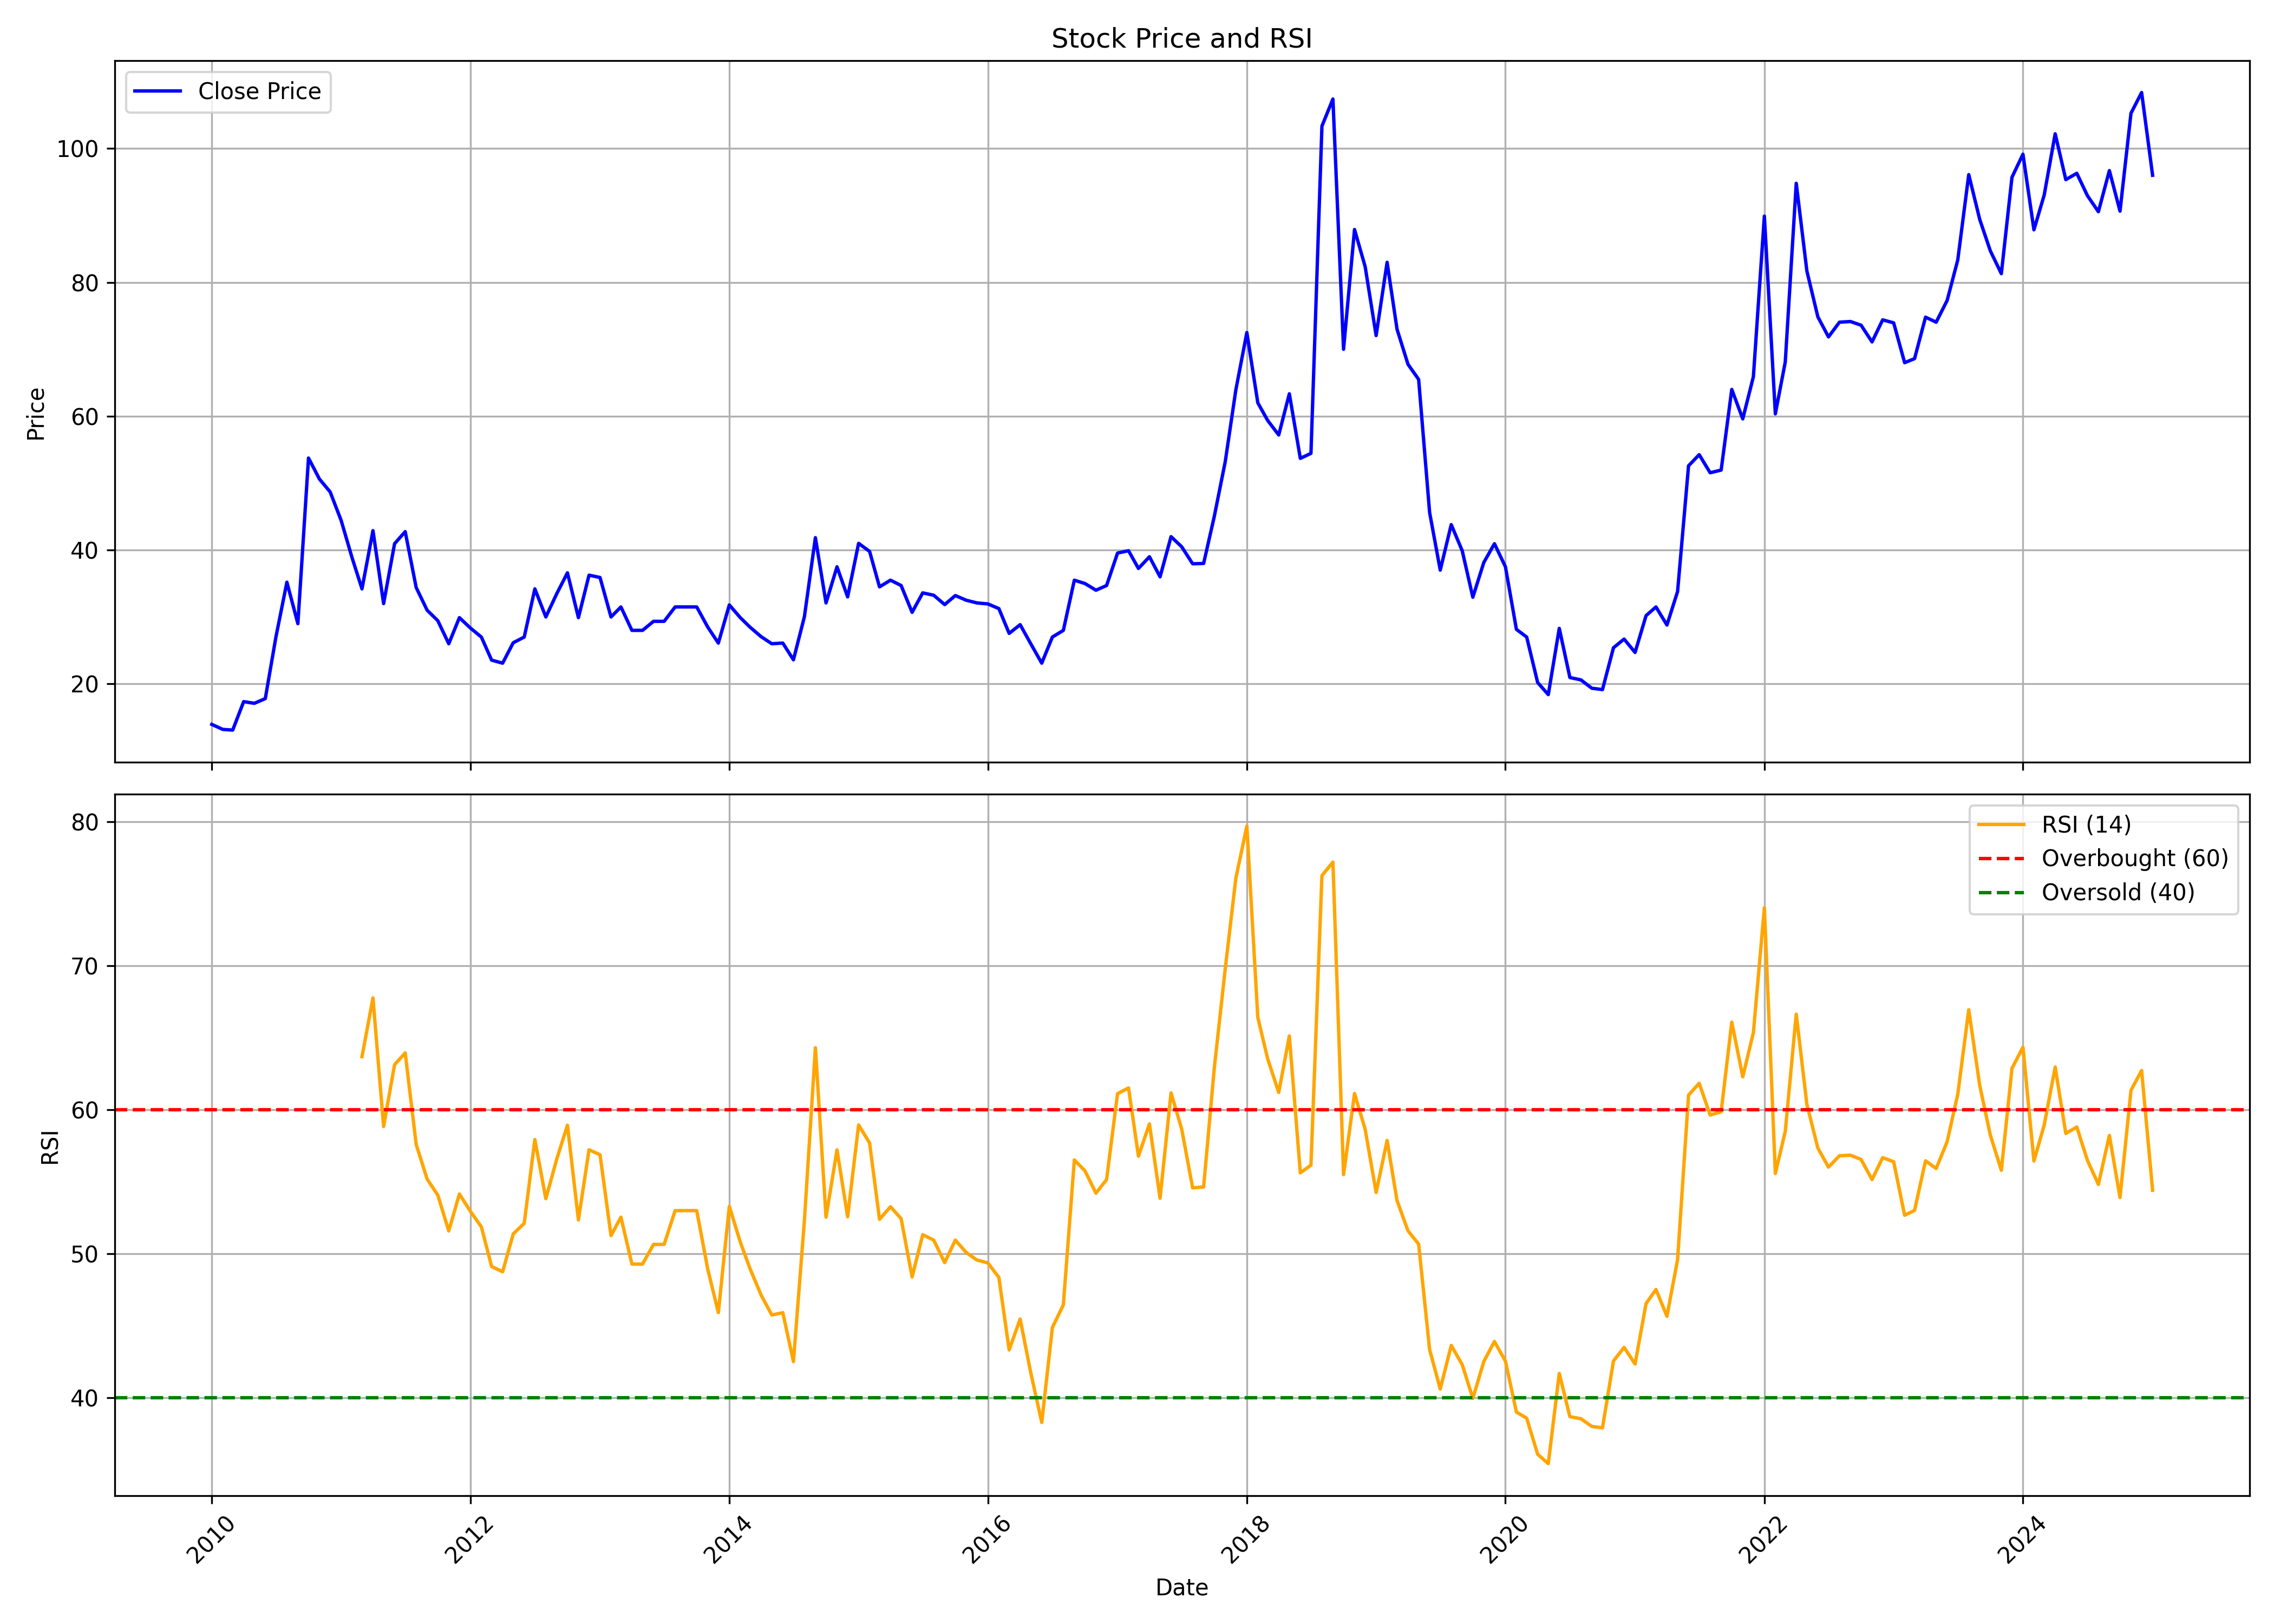 Stock Price and RSI
Close Price
100
80
60
40
20
Price
80
70
60
50
40
RSI
RSI (14)
Overbought (60)
Oversold (40)
2010
2012
2014
2016
2018
2020
2022
2024
Date